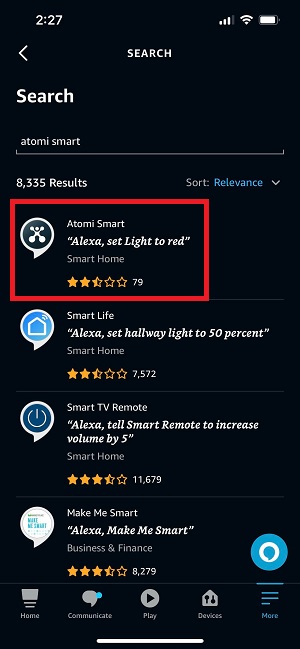 2:27
SEARCH
Search
atomi smart
8,335 Results Sort: Relevance
Atomi Smart
“Alexa, set Light to red”
Smart Home
79
Smart Life
“Alexa, set hallway light to 50 percent”
Smart Home
7,572
Smart TV Remote
“Alexa, tell Smart Remote to increase
volume by 5”
Smart Home
11,679
MAKE
ME SMART
Make Me Smart
“Alexa, Make Me Smart”
Business & Finance
8,279
Home Communicate Play Devices More